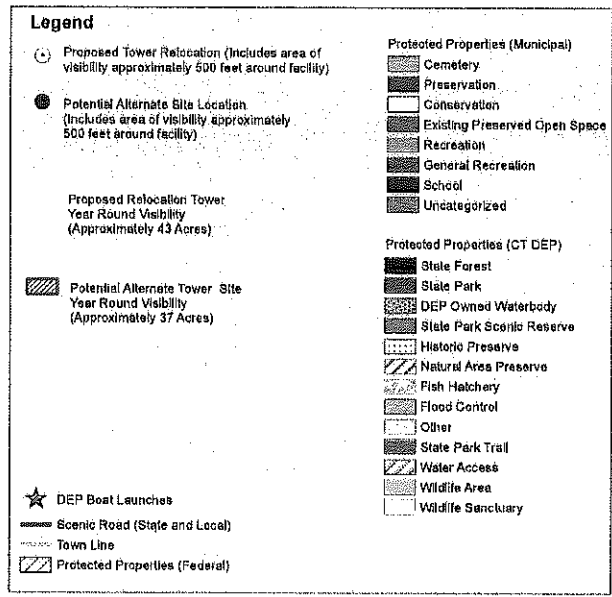 Legend
Proposed Tower Relocation (Includes area of
visibility approximately 500 feet around facility)
Potential Alternate Site Location
(Includes area of visibility approximately
500 feet around facility)
Proposed Relocation Tower
Year Round Visibility
(Approximately 43 Acres)
Potential Alternate Tower Site
Year Round Visibility
(Approximately 37 Acres)
DEP Boat Launches
Scenic Road (State and Local)
Town Line
Protected Properties (Federal)
Protected Properties (Municipal)
Cemetery
Preservation
Conservation
Existing Preserved Open Space
Recreation
General Recreation
School
Uncategorized
Protected Properties (CT DEP)
State Forest
State Park
DEP Owned Waterbody
State Park Scenic Reserve
Historic Preserve
Natural Area Preserve
Fish Hatchery
Flood Control
Other
State Park Trail
Water Access
Wildlife Area
Wildlife Sanctuary